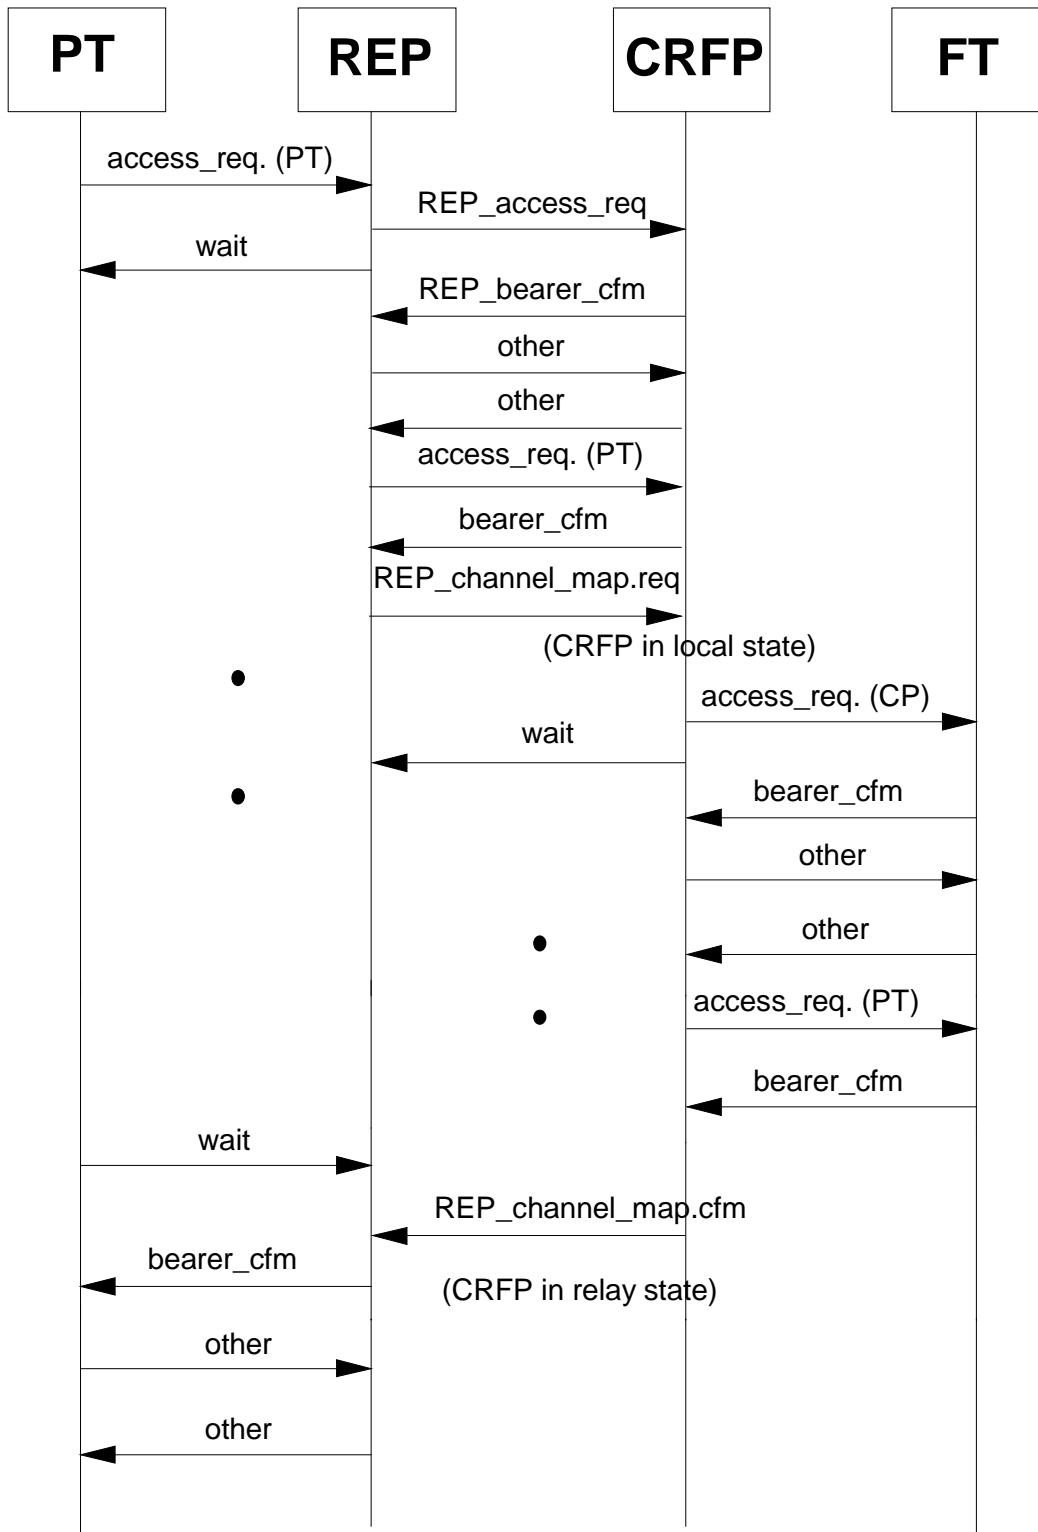 PT
REP
CRFP
FT
access_req. (PT)
REP_access_req
wait
REP_bearer_cfm
other
other
access_req. (PT)
bearer_cfm
REP_channel_map.req
(CRFP in local state)
access_req. (CP)
wait
bearer_cfm
other
other
access_req. (PT)
bearer_cfm
wait
REP_channel_map.cfm
bearer_cfm
(CRFP in relay state)
other
other